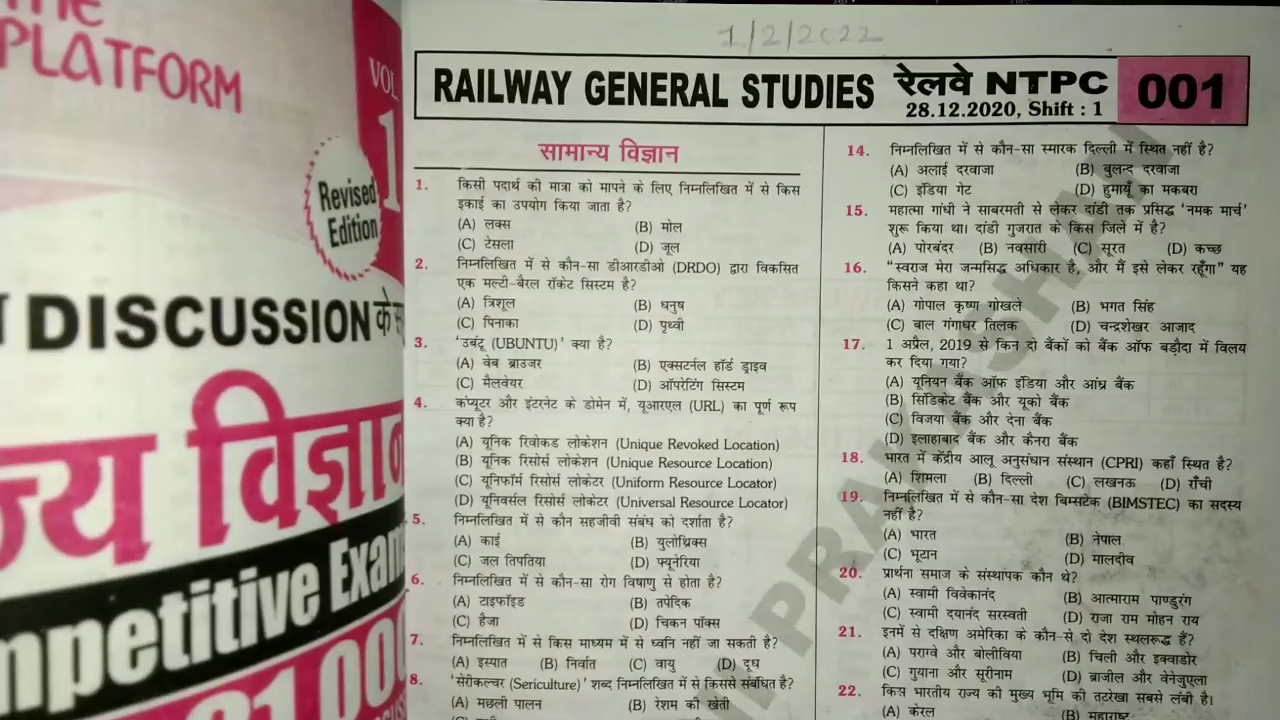 PLATFORM
VOL.
1
Revised
Edition
DISCUSSION के
विज्ञान
1/2/2022
RAILWAY GENERAL STUDIES रेलवे NTPC 001
28.12.2020, Shift : 1
सामान्य विज्ञान
1. किसी पदार्थ की मात्रा को मापने के लिए निम्नलिखित में से किस
इकाई का उपयोग किया जाता है?
(A) लक्स (B) मोल
(C) टेसला (D) जूल
2. निम्नलिखित में से कौन-सा डीआरडीओ (DRDO) द्वारा विकसित
एक मल्टी-बैरल रॉकेट सिस्टम है?
(A) त्रिशूल (B) धनुष
(C) पिनाका (D) पृथ्वी
3. ‘उबंटू (UBUNTU)’ क्या है?
(A) वेब ब्राउजर (B) एक्सटर्नल हॉर्ड ड्राइव
(C) मैलवेयर (D) ऑपरेटिंग सिस्टम
4. कंप्यूटर और इंटरनेट के डोमेन में, यूआरएल (URL) का पूर्ण रूप
क्या है?
(A) यूनिक रिवोकड लोकेशन (Unique Revoked Location)
(B) यूनिक रिसोर्स लोकेशन (Unique Resource Location)
(C) यूनिफॉर्म रिसोर्स लोकेटर (Uniform Resource Locator)
(D) यूनिवर्सल रिसोर्स लोकेटर (Universal Resource Locator)
5. निम्नलिखित में से कौन सहजीवी संबंध को दर्शाता है?
(A) काई (B) युलोथ्रिक्स
(C) जल तिपतिया (D) फ्यूनेरिया
6. निम्नलिखित में से कौन-सा रोग विषाणु से होता है?
(A) टाइफॉइड (B) तपेदिक
(C) हैजा (D) चिकन पॉक्स
7. निम्नलिखित में से किस माध्यम में से ध्वनि नहीं जा सकती है?
(A) इस्पात (B) निर्वात (C) वायु (D) दूध
8. ‘सेरीकल्चर (Sericulture)’ शब्द निम्नलिखित में से किससे संबंधित है?
(A) मछली पालन (B) रेशम की खेती
14. निम्नलिखित में से कौन-सा स्मारक दिल्ली में स्थित नहीं है?
(A) अलाई दरवाजा (B) बुलन्द दरवाजा
(C) इंडिया गेट (D) हुमायूँ का मकबरा
15. महात्मा गांधी ने साबरमती से लेकर दांडी तक प्रसिद्ध ‘नमक मार्च’
शुरू किया था। दांडी गुजरात के किस जिले में है?
(A) पोरबंदर (B) नवसारी (C) सूरत (D) कच्छ
16. “स्वराज मेरा जन्मसिद्ध अधिकार है, और मैं इसे लेकर रहूँगा” यह
किसने कहा था?
(A) गोपाल कृष्ण गोखले (B) भगत सिंह
(C) बाल गंगाधर तिलक (D) चन्द्रशेखर आजाद
17. 1 अप्रैल, 2019 से किन दो बैंकों को बैंक ऑफ बड़ौदा में विलय
कर दिया गया?
(A) यूनियन बैंक ऑफ इंडिया और आंध्र बैंक
(B) सिंडिकेट बैंक और यूको बैंक
(C) विजया बैंक और देना बैंक
(D) इलाहाबाद बैंक और कैनरा बैंक
18. भारत में केंद्रीय आलू अनुसंधान संस्थान (CPRI) कहाँ स्थित है?
(A) शिमला (B) दिल्ली (C) लखनऊ (D) राँची
19. निम्नलिखित में से कौन-सा देश बिम्सटेक (BIMSTEC) का सदस्य
नहीं है?
(A) भारत (B) नेपाल
(C) भूटान (D) मालदीव
20. प्रार्थना समाज के संस्थापक कौन थे?
(A) स्वामी विवेकानंद (B) आत्माराम पाण्डुरंग
(C) स्वामी दयानंद सरस्वती (D) राजा राम मोहन राय
21. इनमें से दक्षिण अमेरिका के कौन-से दो देश स्थलरूद्ध हैं?
(A) पराग्वे और बोलीविया (B) चिली और इक्वाडोर
(C) गुयाना और सूरीनाम (D) ब्राजील और वेनेजुएला
22. किस भारतीय राज्य की मुख्य भूमि की तटरेखा सबसे लंबी है।
(A) केरल (B) महाराष्ट्र